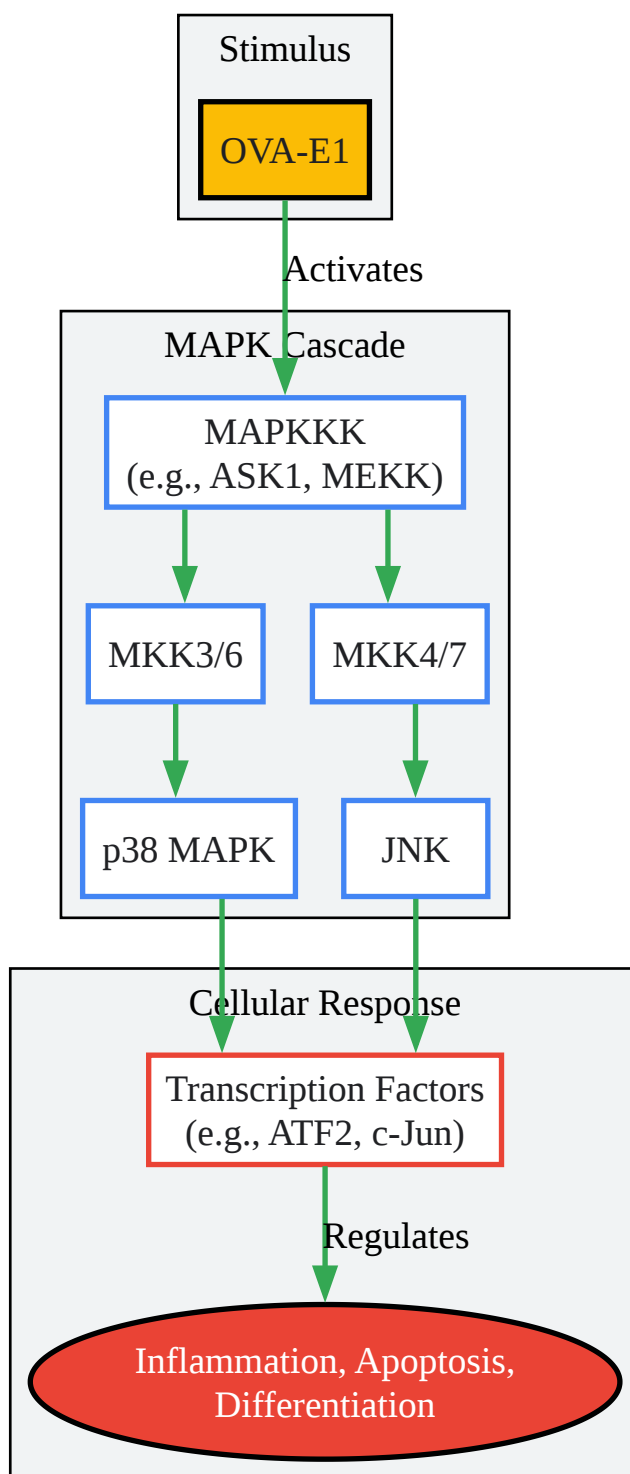 Stimulus
OVA-E1
Activates
MAPK Cascade
MAPKKK
(e.g., ASK1, MEKK)
MKK3/6
MKK4/7
p38 MAPK
JNK
Cellular Response
Transcription Factors
(e.g., ATF2, c-Jun)
Regulates
Inflammation, Apoptosis,
Differentiation